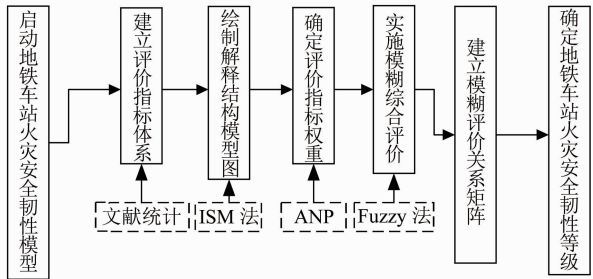 启动地铁车站火灾安全韧性模型
建立评价指标体系
绘制解释结构模型图
确定评价指标权重
实施模糊综合评价
建立模糊评价关系矩阵
确定地铁车站火灾安全韧性等级
文献统计
ISM 法
ANP
Fuzzy 法